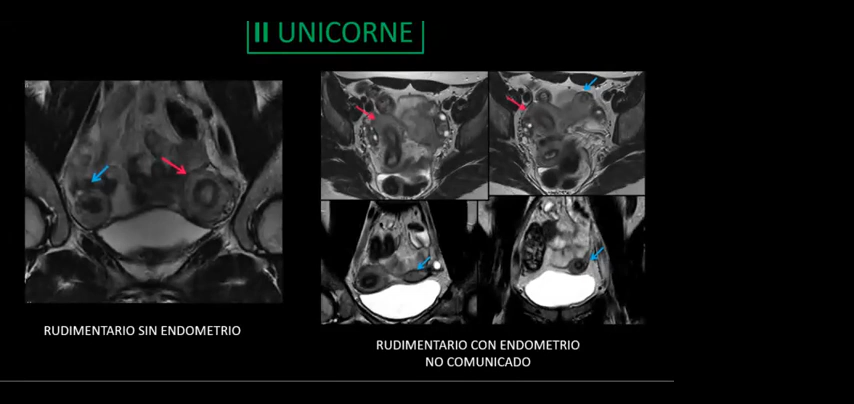 II UNICORNE
RUDIMENTARIO SIN ENDOMETRIO
RUDIMENTARIO CON ENDOMETRIO
NO COMUNICADO